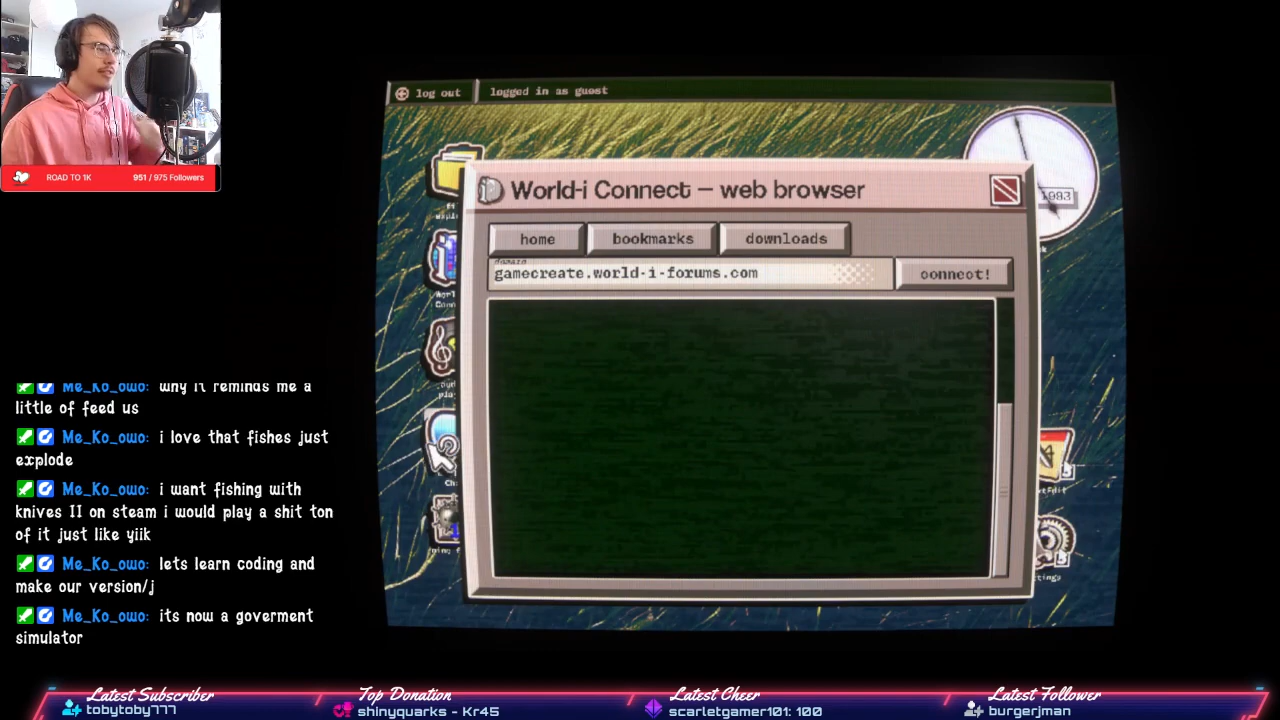 ROAD TO 1K 951 / 975 Followers
log out logged in as guest
World-i Connect – web browser
home bookmarks downloads
domain
gamecreate.world-i-forums.com connect!
1993
Me_Ko_owo: why it reminds me a
little of feed us
Me_Ko_owo: i love that fishes just
explode
Me_Ko_owo: i want fishing with
knives II on steam i would play a shit ton
of it just like yiik
Me_Ko_owo: lets learn coding and
make our version/j
Me_Ko_owo: its now a goverment
simulator
Latest Subscriber
tobytoby777
Top Donation
shinyquarks - Kr45
Latest Cheer
scarletgamer101: 100
Latest Follower
burgerjman